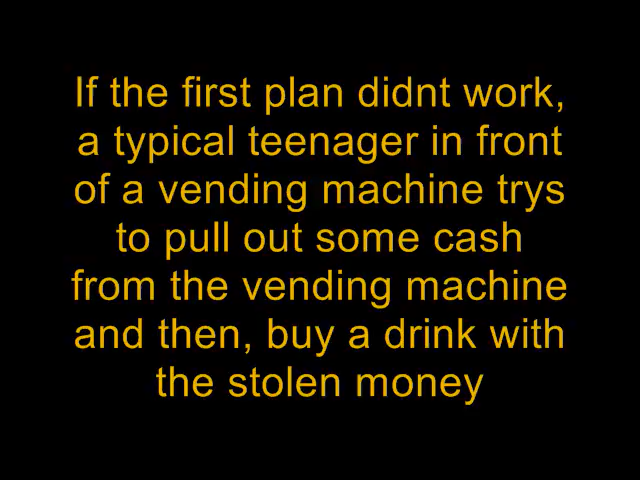 If the first plan didnt work,
a typical teenager in front
of a vending machine trys
to pull out some cash
from the vending machine
and then, buy a drink with
the stolen money